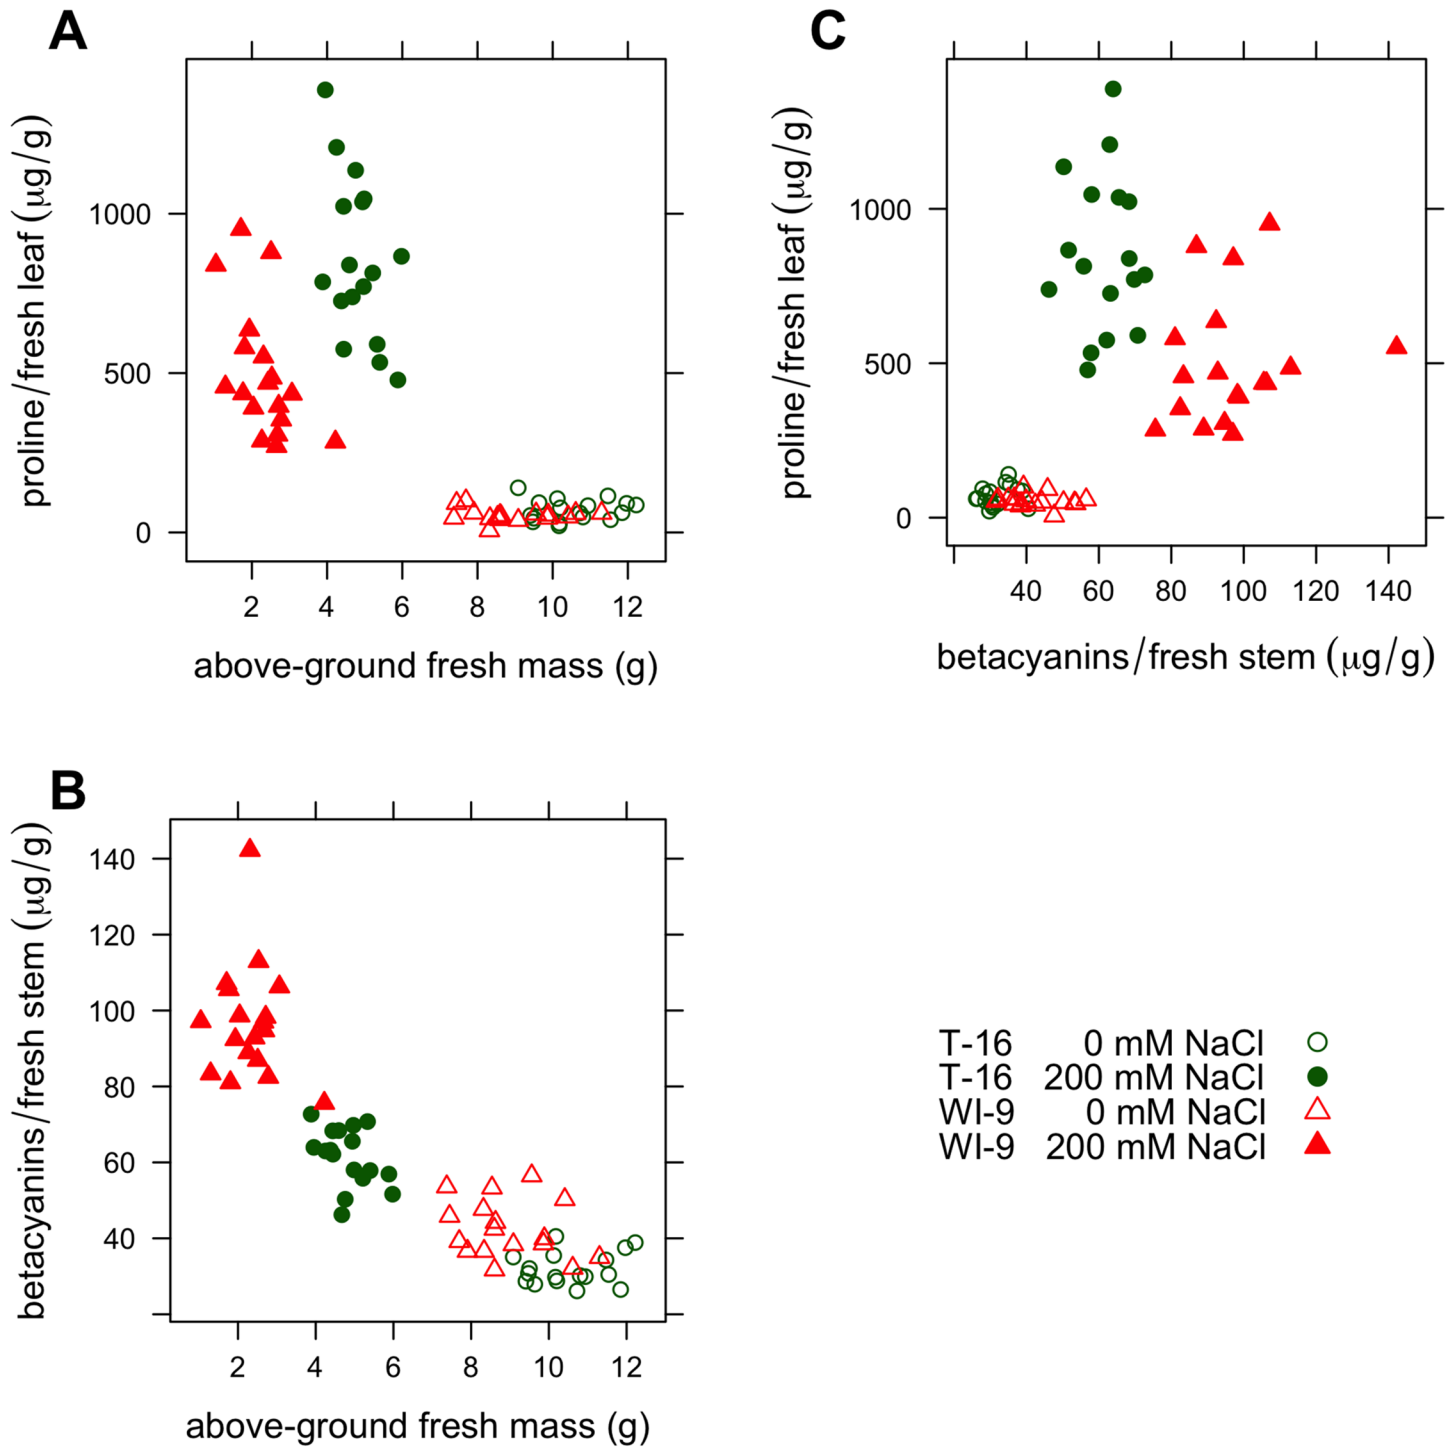 A
proline/fresh leaf (μg/g)
1000
500
0
2 4 6 8 10 12
above-ground fresh mass (g)
C
proline/fresh leaf (μg/g)
1000
500
0
40 60 80 100 120 140
betacyanins/fresh stem (μg/g)
B
betacyanins/fresh stem (μg/g)
140
120
100
80
60
40
2 4 6 8 10 12
above-ground fresh mass (g)
T-16 0 mM NaCl
T-16 200 mM NaCl
WI-9 0 mM NaCl
WI-9 200 mM NaCl